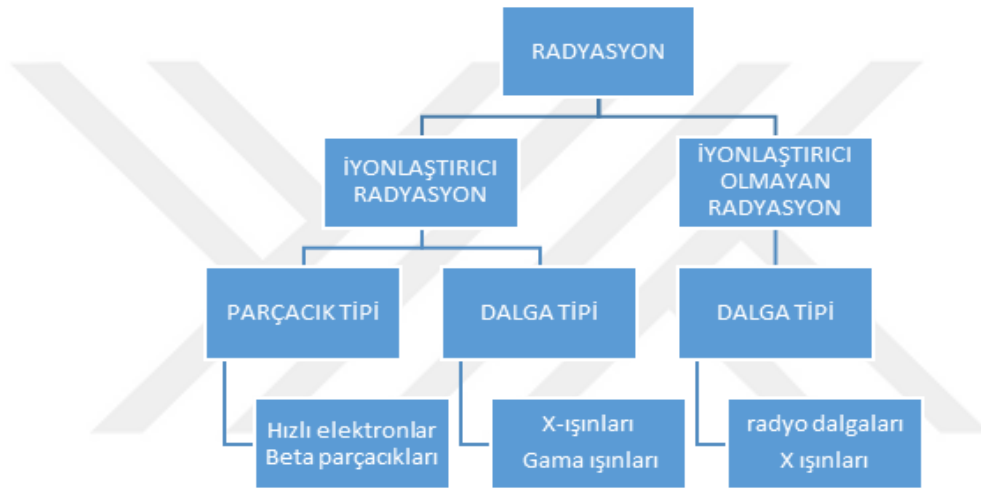 RADYASYON
İYONLAŞTIRICI
RADYASYON
İYONLAŞTIRICI
OLMAYAN
RADYASYON
PARÇACIK TİPİ
DALGA TİPİ
DALGA TİPİ
Hızlı elektronlar
Beta parçacıkları
X-ışınları
Gama ışınları
radyo dalgaları
X ışınları